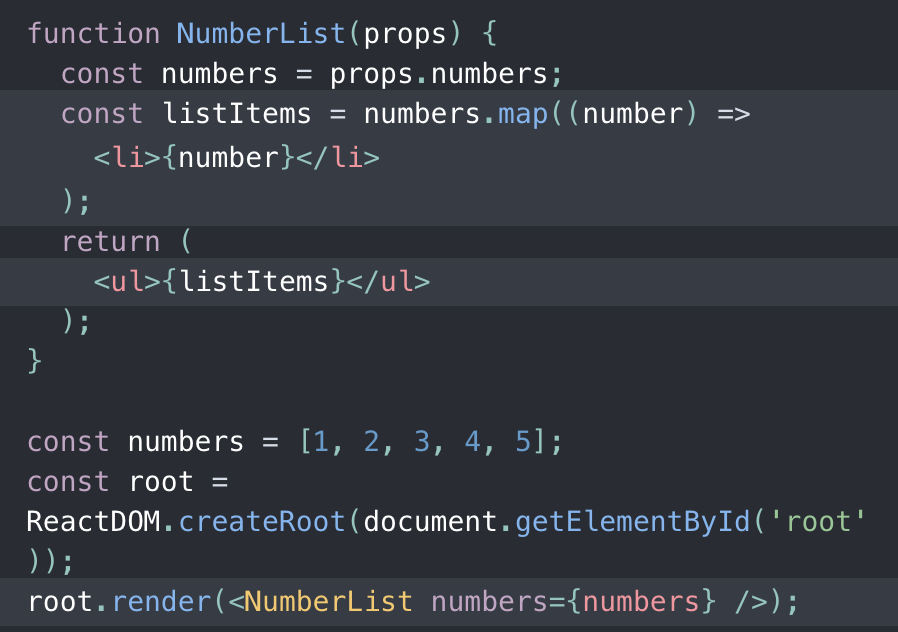 function NumberList(props) {
  const numbers = props.numbers;
  const listItems = numbers.map((number) =>
    <li>{number}</li>
  );
  return (
    <ul>{listItems}</ul>
  );
}

const numbers = [1, 2, 3, 4, 5];
const root =
ReactDOM.createRoot(document.getElementById('root'
));
root.render(<NumberList numbers={numbers} />);